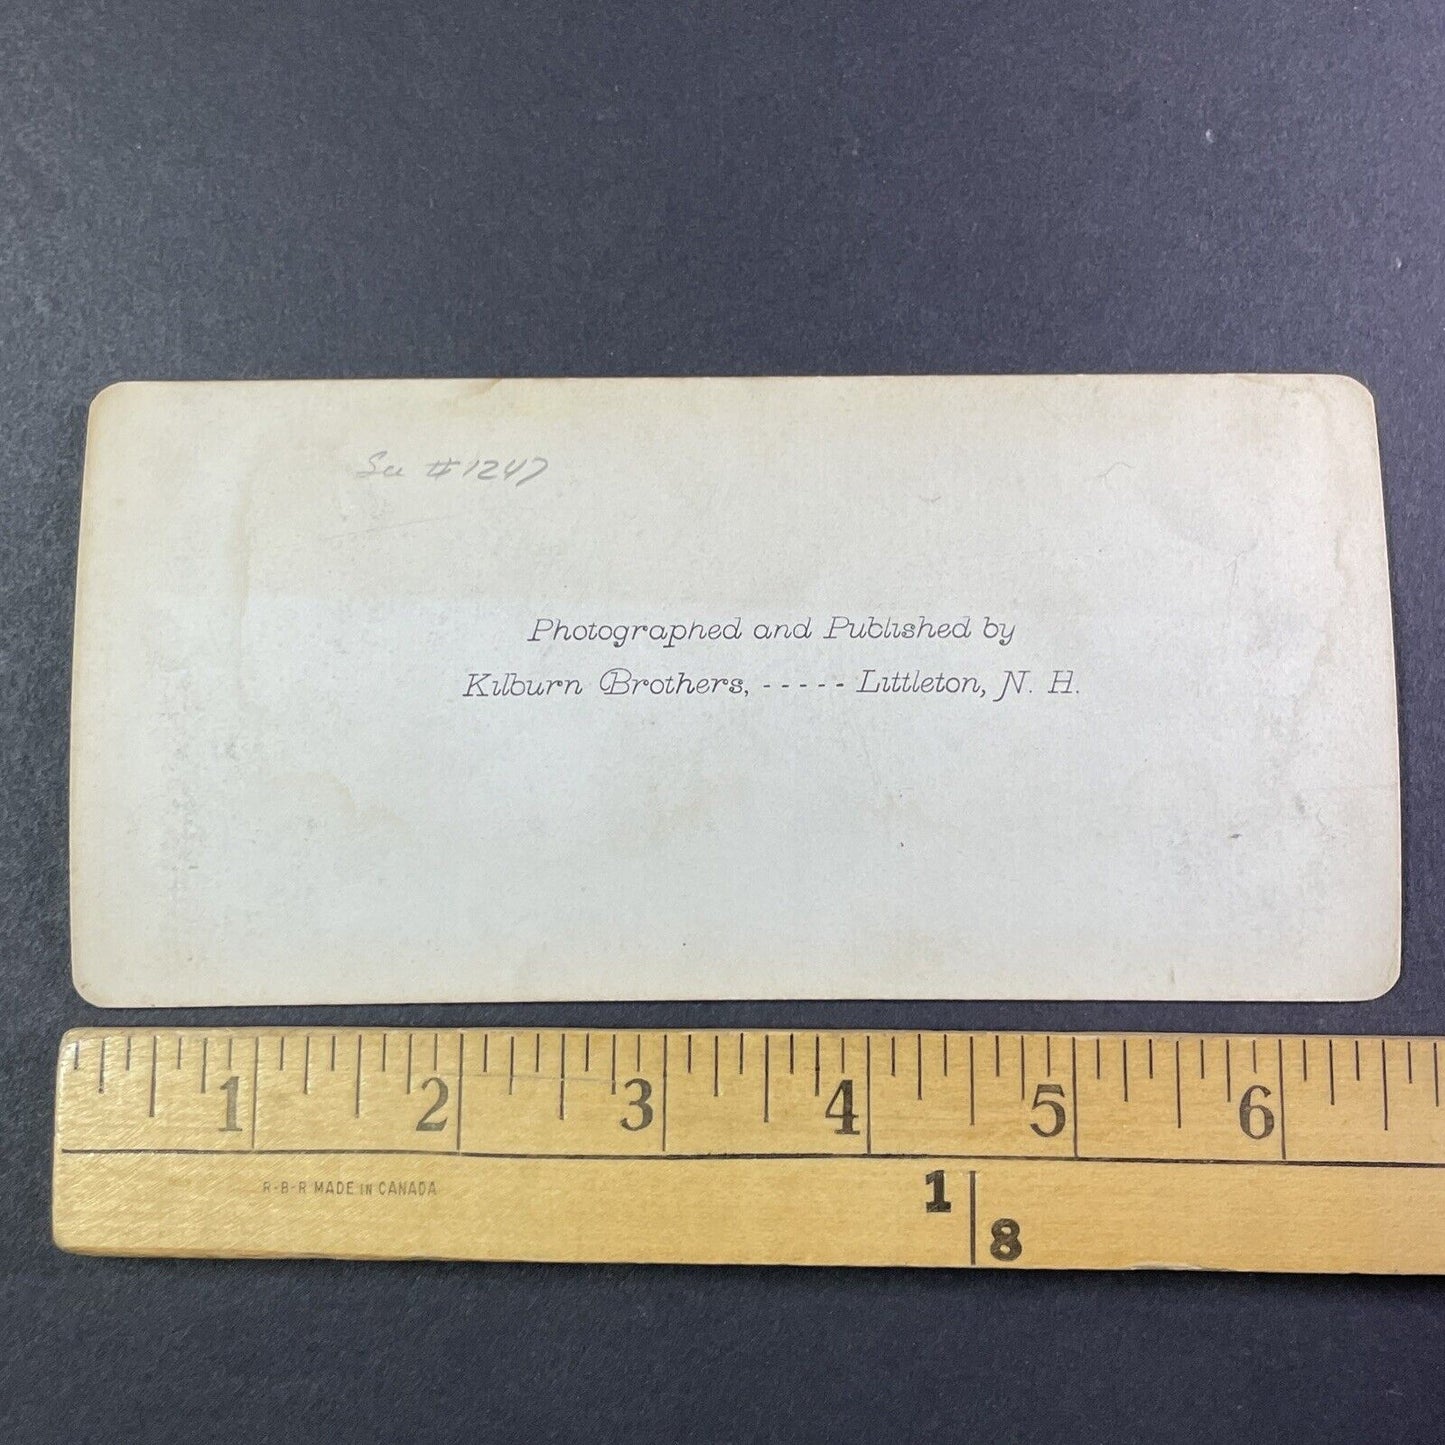 See #1247
Photographed and Published by
Kilburn Brothers, - - - - - Littleton, N. H.
1 2 3 4 5 6
R-B-R MADE IN CANADA
1
8